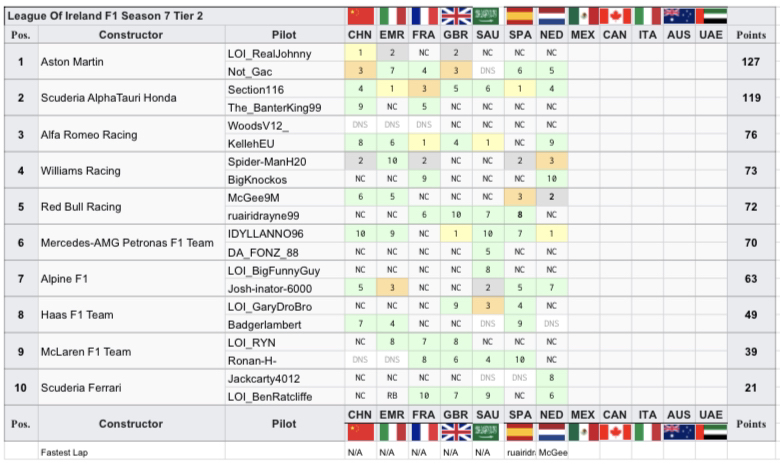 League Of Ireland F1 Season 7 Tier 2
Pos. Constructor Pilot CHN EMR FRA GBR SAU SPA NED MEX CAN ITA AUS UAE Points
1 Aston Martin 127
LOI_RealJohnny 1 2 NC 2 NC NC NC
Not_Gac 3 7 4 3 DNS 6 5
2 Scuderia AlphaTauri Honda 119
Section116 4 1 3 5 6 1 4
The_BanterKing99 9 NC 5 NC NC NC NC
3 Alfa Romeo Racing 76
WoodsV12_ DNS DNS DNS NC NC NC NC
KellehEU 8 6 1 4 1 NC 9
4 Williams Racing 73
Spider-ManH20 2 10 2 NC NC 2 3
BigKnockos NC NC 9 NC NC NC 10
5 Red Bull Racing 72
McGee9M 6 5 NC NC NC 3 2
ruairidrayne99 NC NC 6 10 7 8 NC
6 Mercedes-AMG Petronas F1 Team 70
IDYLLANNO96 10 9 NC 1 10 7 1
DA_FONZ_88 NC NC NC NC 5 NC NC
7 Alpine F1 63
LOI_BigFunnyGuy NC NC NC NC 8 NC NC
Josh-inator-6000 5 3 NC NC 2 5 7
8 Haas F1 Team 49
LOI_GaryDroBro NC NC NC 9 3 4 NC
Badgerlambert 7 4 NC NC DNS 9 DNS
9 McLaren F1 Team 39
LOI_RYN NC 8 7 8 NC NC NC
Ronan-H- DNS DNS 8 6 4 10 NC
10 Scuderia Ferrari 21
Jackcarty4012 NC NC NC NC DNS DNS 8
LOI_BenRatcliffe NC RB 10 7 9 NC 6
Pos. Constructor Pilot CHN EMR FRA GBR SAU SPA NED MEX CAN ITA AUS UAE Points
Fastest Lap N/A N/A N/A N/A N/A ruairidr McGee